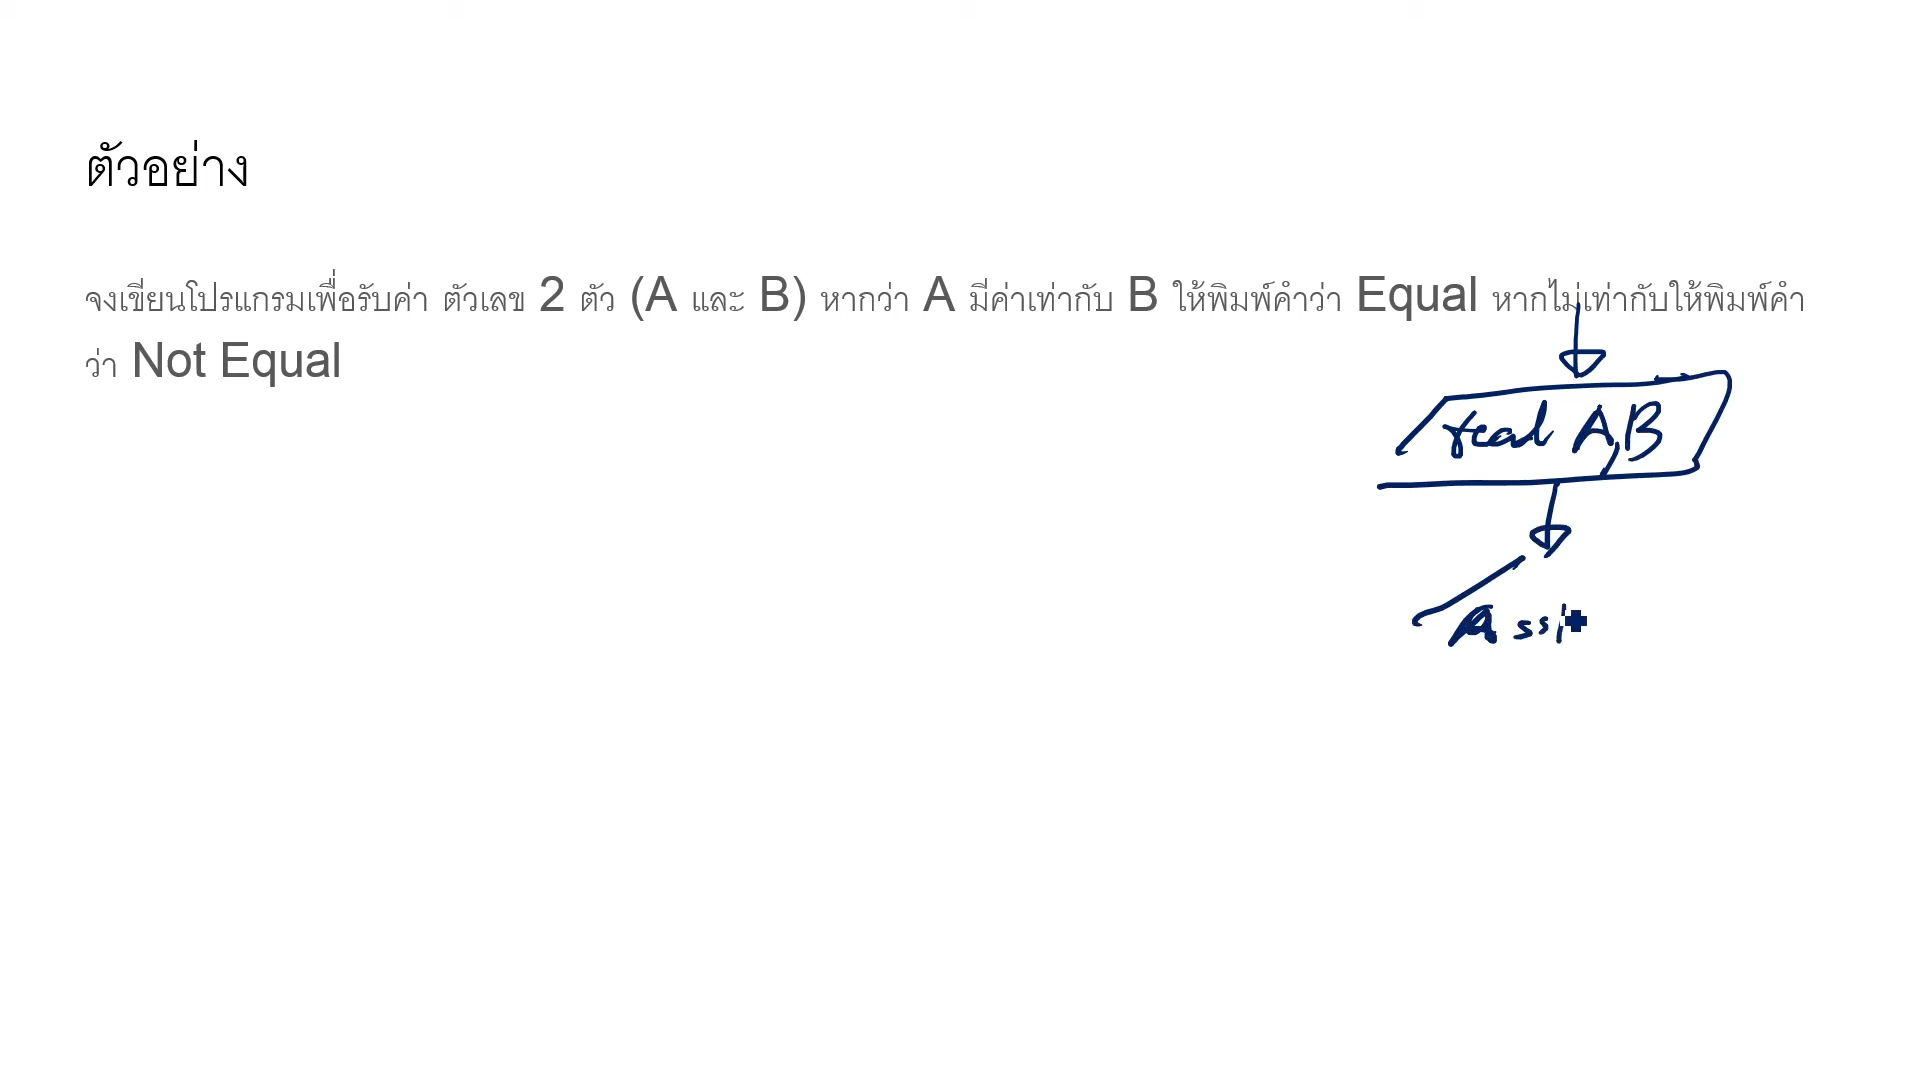 ตัวอย่าง
จงเขียนโปรแกรมเพื่อรับค่า ตัวเลข 2 ตัว (A และ B) หากว่า A มีค่าเท่ากับ B ให้พิมพ์คำว่า Equal หากไม่เท่ากับให้พิมพ์คำ
ว่า Not Equal
read A,B
Assi